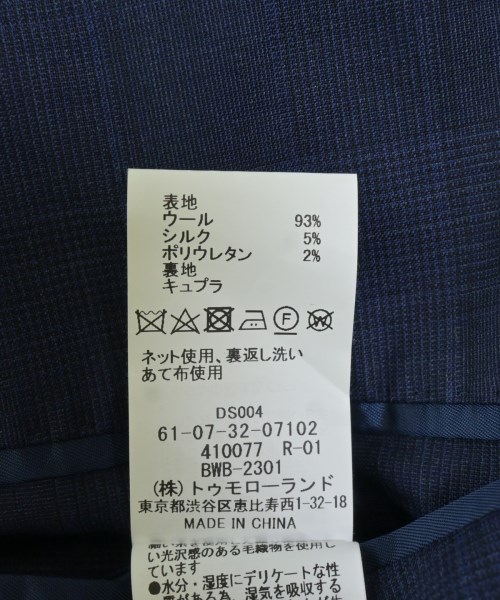 表地
ウール 93%
シルク 5%
ポリウレタン 2%
裏地
キュプラ
F W
ネット使用、裏返し洗い
あて布使用
DS004
61-07-32-07102
410077 R-01
BWB-2301
(株)トゥモローランド
東京都渋谷区恵比寿西1-32-18
MADE IN CHINA
い光沢感のある毛織物を使用し
ています
●水分・湿度にデリケートな性